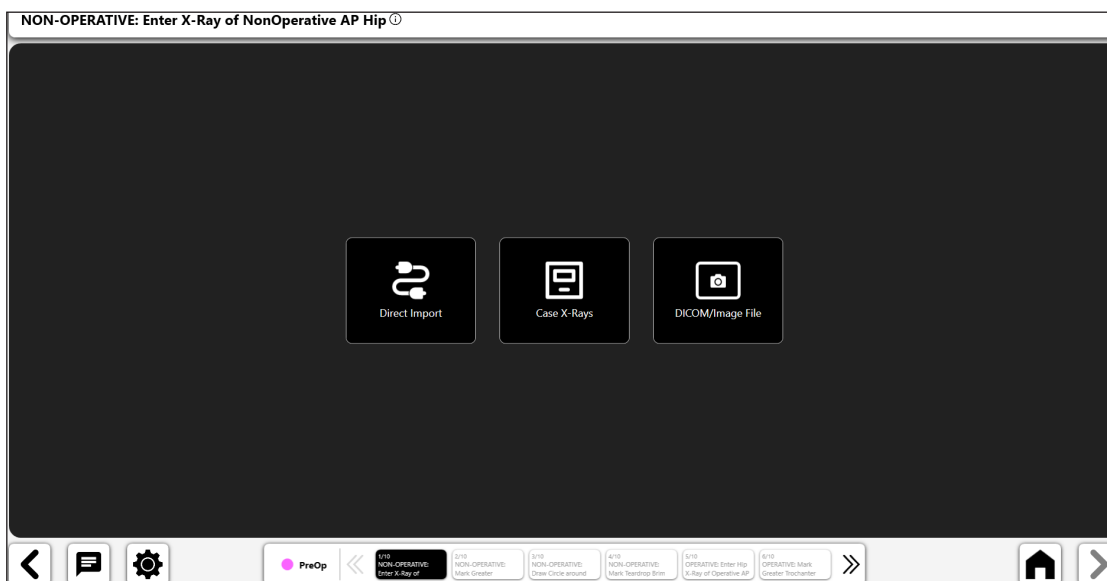 NON-OPERATIVE: Enter X-Ray of NonOperative AP Hip
Direct Import
Case X-Rays
DICOM/Image File
PreOp
1/10
NON-OPERATIVE:
Enter X-Ray of
2/10
NON-OPERATIVE:
Mark Greater
3/10
NON-OPERATIVE:
Draw Circle around
4/10
NON-OPERATIVE:
Mark Teardrop Brim
5/10
OPERATIVE: Enter Hip
X-Ray of Operative AP
6/10
OPERATIVE: Mark
Greater Trochanter